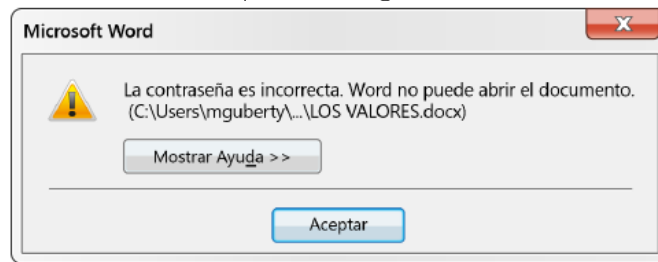 Microsoft Word
La contraseña es incorrecta. Word no puede abrir el documento.
(C:\Users\mguberty\...\LOS VALORES.docx)
Mostrar Ayuda >>
Aceptar